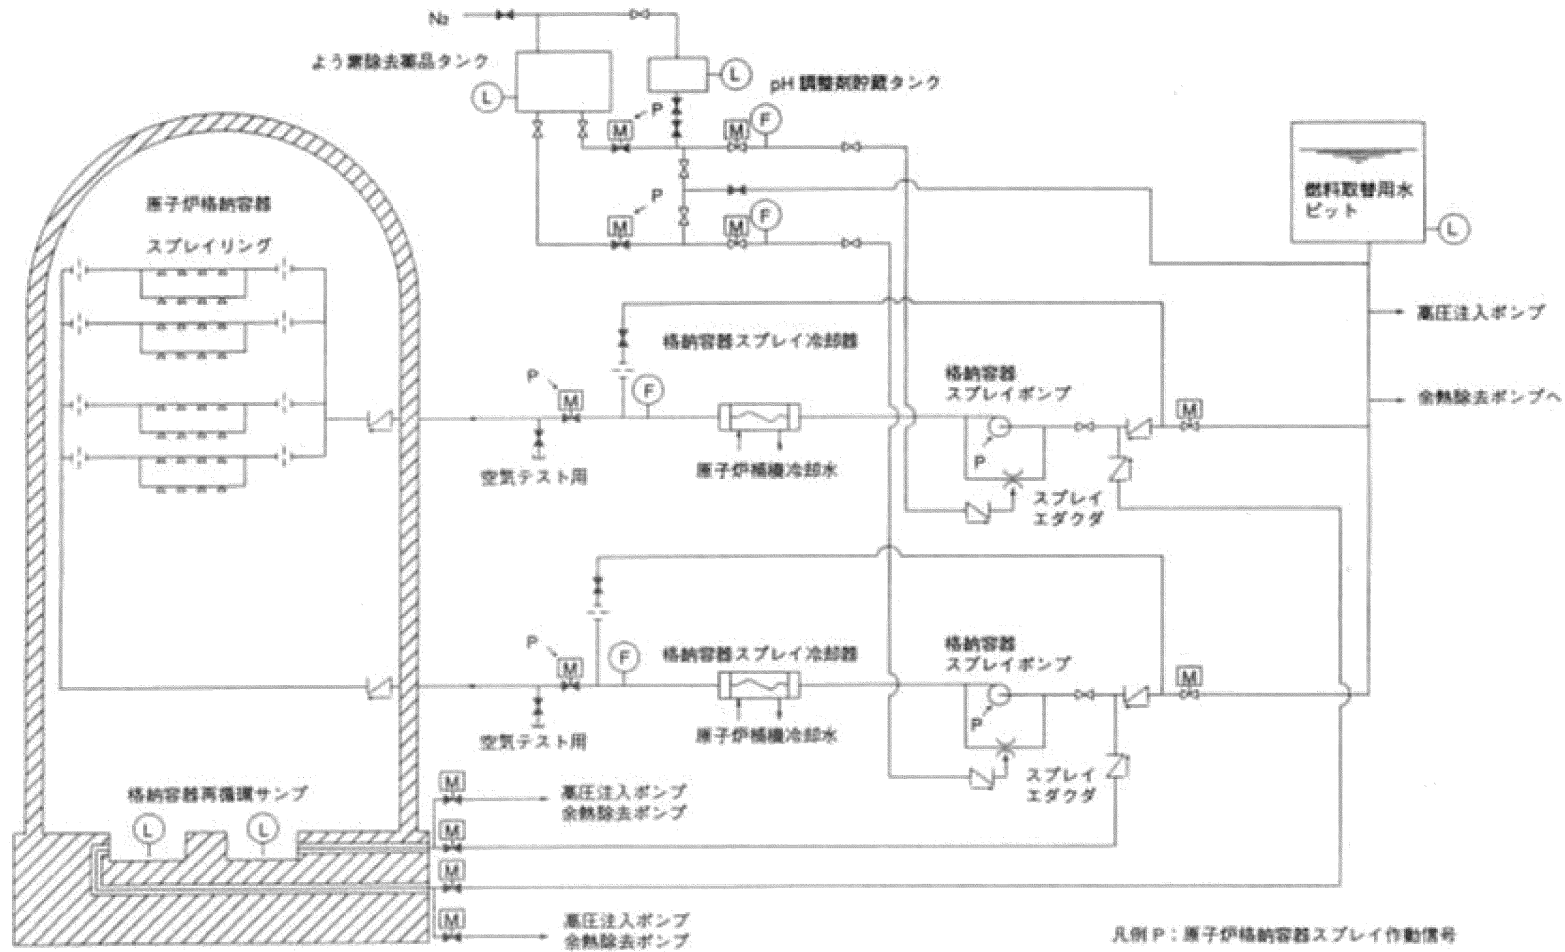 N₂
よう素除去薬品タンク
L
L
pH 調整剤貯蔵タンク
P
M
M
F
P
M
M
F
燃料取替用水
ピット
L
原子炉格納容器
スプレイリング
高圧注入ポンプ
格納容器スプレイ冷却器
格納容器
スプレイポンプ
余熱除去ポンプへ
P
M
F
M
P
空気テスト用
原子炉補機冷却水
スプレイ
エダクタ
P
M
F
格納容器スプレイ冷却器
格納容器
スプレイポンプ
M
P
空気テスト用
原子炉補機冷却水
スプレイ
エダクタ
格納容器再循環サンプ
L
L
M
高圧注入ポンプ
余熱除去ポンプ
M
M
M
高圧注入ポンプ
余熱除去ポンプ
凡例 P：原子炉格納容器スプレイ作動信号